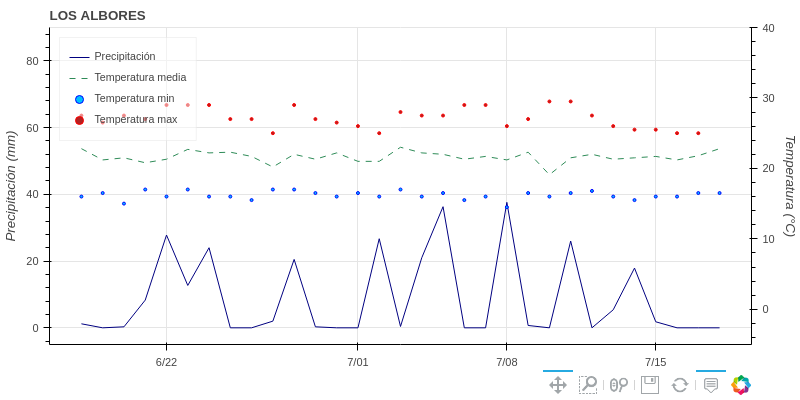 LOS ALBORES
Precipitación
Temperatura media
Temperatura min
Temperatura max
Precipitación (mm)
80
60
40
20
0
40
30
20
10
0
Temperatura (°C)
6/22
7/01
7/08
7/15